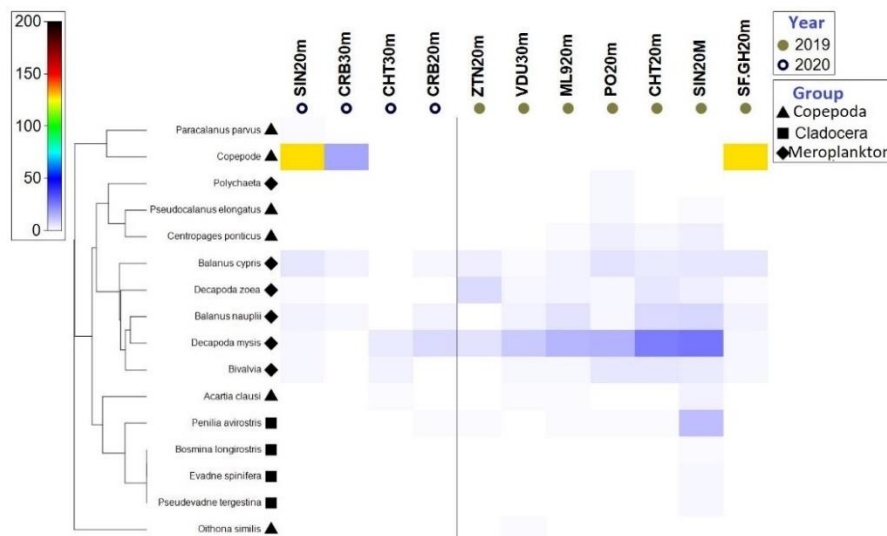 200
150
100
50
0
SIN20m
CRB30m
CHT30m
CRB20m
ZTN20m
VDU30m
ML920m
PO20m
CHT20m
SIN20M
SF.GH20m
Year
2019
2020
Group
Copepoda
Cladocera
Meroplankton
Paracalanus parvus
Copepode
Polychaeta
Pseudocalanus elongatus
Centropages ponticus
Balanus cypris
Decapoda zoea
Balanus nauplii
Decapoda mysis
Bivalvia
Acartia clausi
Penilia avirostris
Bosmina longirostris
Evadne spinifera
Pseudevadne tergestina
Oithona similis